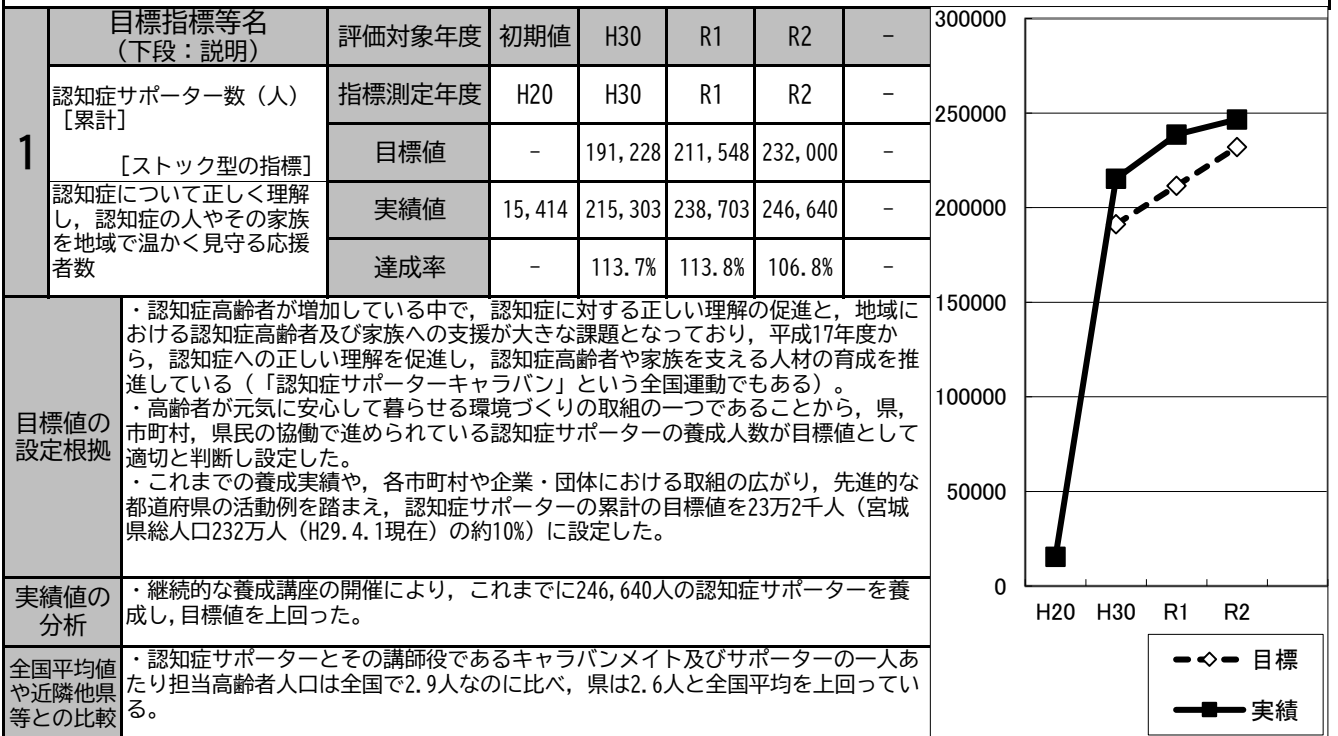 1
目標指標等名
(下段:説明)
評価対象年度 初期値 H30 R1 R2 -
認知症サポーター数(人)
[累計]
[ストック型の指標]
指標測定年度 H20 H30 R1 R2 -
目標値 - 191,228 211,548 232,000 -
認知症について正しく理解
し,認知症の人やその家族
を地域で温かく見守る応援
者数
実績値 15,414 215,303 238,703 246,640 -
達成率 - 113.7% 113.8% 106.8% -
目標値の
設定根拠
・認知症高齢者が増加している中で,認知症に対する正しい理解の促進と,地域に
おける認知症高齢者及び家族への支援が大きな課題となっており,平成17年度か
ら,認知症への正しい理解を促進し,認知症高齢者や家族を支える人材の育成を推
進している(「認知症サポーターキャラバン」という全国運動でもある)。
・高齢者が元気に安心して暮らせる環境づくりの取組の一つであることから,県,
市町村,県民の協働で進められている認知症サポーターの養成人数が目標値として
適切と判断し設定した。
・これまでの養成実績や,各市町村や企業・団体における取組の広がり,先進的な
都道府県の活動例を踏まえ,認知症サポーターの累計の目標値を23万2千人(宮城
県総人口232万人(H29.4.1現在)の約10%)に設定した。
実績値の
分析
・継続的な養成講座の開催により,これまでに246,640人の認知症サポーターを養
成し,目標値を上回った。
全国平均値
や近隣他県
等との比較
・認知症サポーターとその講師役であるキャラバンメイト及びサポーターの一人あ
たり担当高齢者人口は全国で2.9人なのに比べ,県は2.6人と全国平均を上回ってい
る。
300000
250000
200000
150000
100000
50000
0
H20 H30 R1 R2
目標
実績